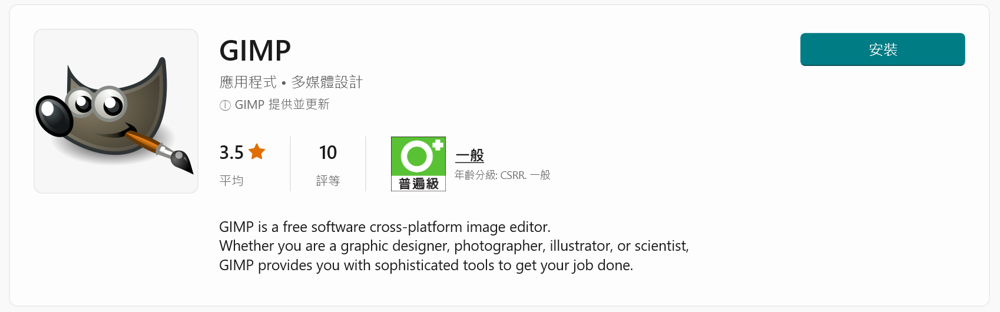 GIMP
安裝
應用程式 • 多媒體設計
ⓘ GIMP 提供並更新
3.5
平均
10
評等
普遍級
一般
年齡分級: CSRR. 一般
GIMP is a free software cross-platform image editor.
Whether you are a graphic designer, photographer, illustrator, or scientist,
GIMP provides you with sophisticated tools to get your job done.